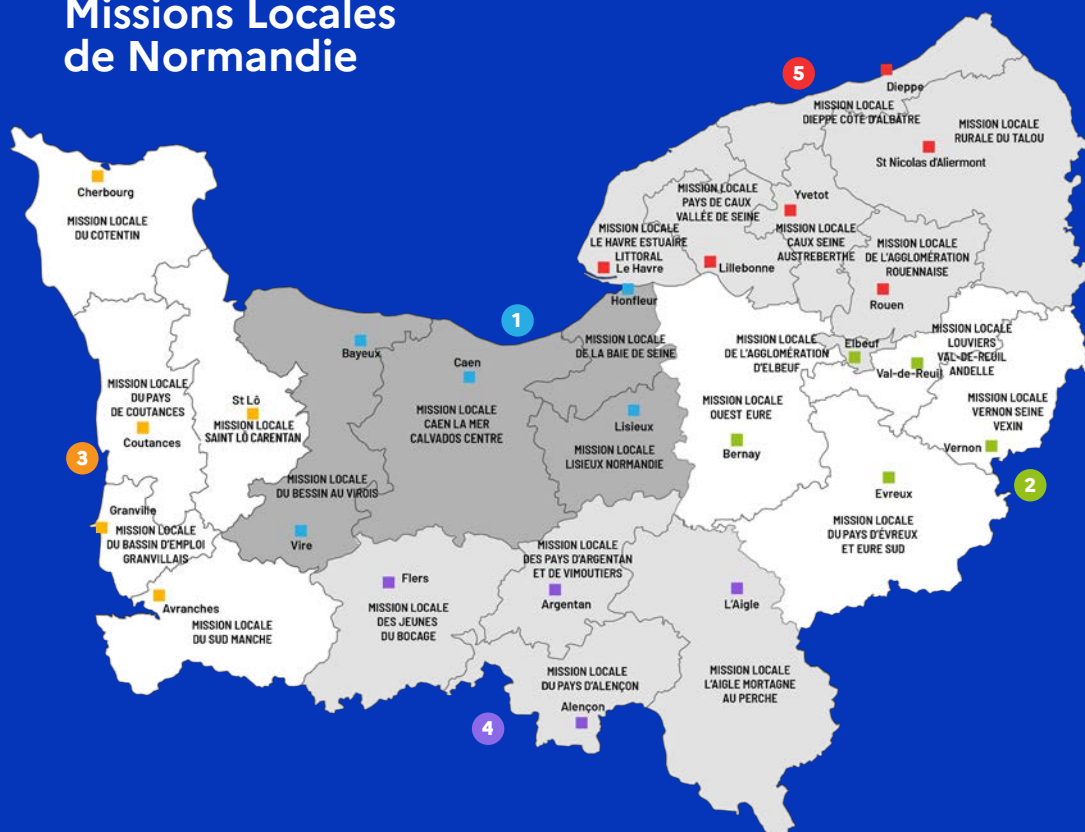 Missions Locales
de Normandie
5
Dieppe
MISSION LOCALE
DIEPPE CÔTE D'ALBÂTRE
MISSION LOCALE
RURALE DU TALOU
St Nicolas d'Aliermont
Cherbourg
MISSION LOCALE
DU COTENTIN
MISSION LOCALE
PAYS DE CAUX
VALLÉE DE SEINE
Yvetot
MISSION LOCALE
CAUX SEINE
AUSTREBERTHE
MISSION LOCALE
LE HAVRE ESTUAIRE
LITTORAL
Le Havre
Lillebonne
MISSION LOCALE
DE L'AGGLOMÉRATION
ROUENNAISE
Rouen
Honfleur
1
MISSION LOCALE
DE LA BAIE DE SEINE
Bayeux
Caen
MISSION LOCALE
CAEN LA MER
CALVADOS CENTRE
MISSION LOCALE
DE L'AGGLOMÉRATION
D'ELBEUF
Elbeuf
MISSION LOCALE
LOUVIERS
VAL-DE-REUIL
ANDELLE
Val-de-Reuil
MISSION LOCALE
DU PAYS
DE COUTANCES
Coutances
St Lô
MISSION LOCALE
SAINT LÔ CARENTAN
Lisieux
MISSION LOCALE
LISIEUX NORMANDIE
MISSION LOCALE
OUEST EURE
Bernay
MISSION LOCALE
VERNON SEINE
VEXIN
Vernon
3
2
MISSION LOCALE
DU BESSIN AU VIROIS
Vire
Evreux
MISSION LOCALE
DU PAYS D'ÉVREUX
ET EURE SUD
Granville
MISSION LOCALE
DU BASSIN D'EMPLOI
GRANVILLAIS
Avranches
MISSION LOCALE
DU SUD MANCHE
Flers
MISSION LOCALE
DES JEUNES
DU BOCAGE
MISSION LOCALE
DES PAYS D'ARGENTAN
ET DE VIMOUTIERS
Argentan
L'Aigle
MISSION LOCALE
L'AIGLE MORTAGNE
AU PERCHE
MISSION LOCALE
DU PAYS D'ALENÇON
Alençon
4